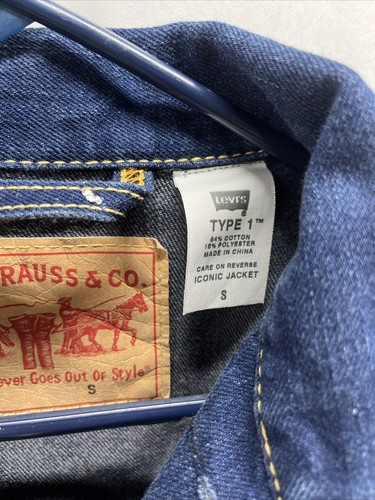 Levi's
TYPE 1™
84% COTTON
16% POLYESTER
MADE IN CHINA
CARE ON REVERSE
ICONIC JACKET
S
RAUSS & CO.
ever Goes Out Of Style"
S